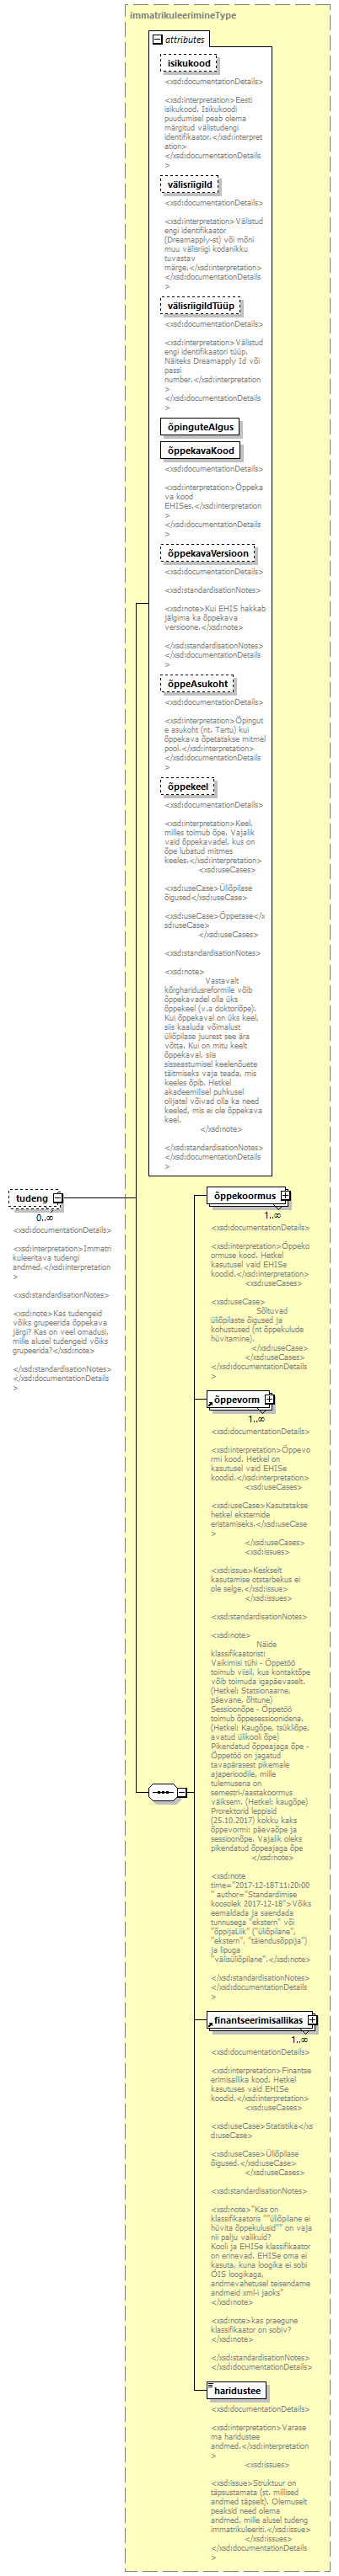 immatrikuleerimineType
attributes
isikukood
<xsd:documentationDetails>
<xsd:interpretation>Eesti
isikukood. Isikukoodi
puudumisel peab olema
märgitud välistudengi
identifikaator.</xsd:interpret
ation>
</xsd:documentationDetails
>
välisriigiId
<xsd:documentationDetails>
<xsd:interpretation>Välistud
engi identifikaator
(Dreamapply-st) või mõni
muu välisriigi kodanikku
tuvastav
märge.</xsd:interpretation>
</xsd:documentationDetails
>
välisriigiIdTüüp
<xsd:documentationDetails>
<xsd:interpretation>Välistud
engi identifikaatori tüüp.
Näiteks Dreamapply Id või
passi
number.</xsd:interpretation
>
</xsd:documentationDetails
>
õpinguteAlgus
õppekavaKood
<xsd:documentationDetails>
<xsd:interpretation>Õppeka
va kood
EHISes.</xsd:interpretation
>
</xsd:documentationDetails
>
õppekavaVersioon
<xsd:documentationDetails>
<xsd:standardisationNotes>
<xsd:note>Kui EHIS hakkab
jälgima ka õppekava
versioone.</xsd:note>
</xsd:standardisationNotes>
</xsd:documentationDetails
>
õppeAsukoht
<xsd:documentationDetails>
<xsd:interpretation>Õpingut
e asukoht (nt. Tartu) kui
õppekava õpetatakse mitmel
pool.</xsd:interpretation>
</xsd:documentationDetails
>
õppekeel
<xsd:documentationDetails>
<xsd:interpretation>Keel,
milles toimub õpe. Vajalik
vaid õppekavadel, kus on
õpe lubatud mitmes
keeles.</xsd:interpretation>
<xsd:useCases>
<xsd:useCase>Üliõpilase
õigused</xsd:useCase>
<xsd:useCase>Õppetase</x
sd:useCase>
</xsd:useCases>
<xsd:standardisationNotes>
<xsd:note>
Vastavalt
kõrgharidusreformile võib
õppekavadel olla üks
õppekeel (v.a doktoriõpe).
Kui õppekaval on üks keel,
siis kaaluda võimalust
üliõpilase juurest see ära
võtta. Kui on mitu keelt
õppekaval, siis
sisseastumisel keelenõuete
täitmiseks vaja teada, mis
keeles õpib. Hetkel
akadeemilisel puhkusel
olijatel võivad olla ka need
keeled, mis ei ole õppekava
keel.
</xsd:note>
</xsd:standardisationNotes>
</xsd:documentationDetails
>
tudeng
0..∞
<xsd:documentationDetails>
<xsd:interpretation>Immatri
kuleeritava tudengi
andmed.</xsd:interpretation
>
<xsd:standardisationNotes>
<xsd:note>Kas tudengeid
võiks grupeerida õppekava
järgi? Kas on veel omadusi,
mille alusel tudengeid võiks
grupeerida?</xsd:note>
</xsd:standardisationNotes>
</xsd:documentationDetails
>
õppekoormus
1..∞
<xsd:documentationDetails>
<xsd:interpretation>Õppeko
ormuse kood. Hetkel
kasutusel vaid EHISe
koodid.</xsd:interpretation>
<xsd:useCases>
<xsd:useCase>
Sõltuvad
üliõpilaste õigused ja
kohustused (nt õppekulude
hüvitamine).
</xsd:useCase>
</xsd:useCases>
</xsd:documentationDetails
>
õppevorm
1..∞
<xsd:documentationDetails>
<xsd:interpretation>Õppevo
rmi kood. Hetkel on
kasutusel vaid EHISe
koodid.</xsd:interpretation>
<xsd:useCases>
<xsd:useCase>Kasutatakse
hetkel eksternide
eristamiseks.</xsd:useCase
>
</xsd:useCases>
<xsd:issues>
<xsd:issue>Keskselt
kasutamise otstarbekus ei
ole selge.</xsd:issue>
</xsd:issues>
<xsd:standardisationNotes>
<xsd:note>
Näide
klassifikaatorist:
Vaikimisi tühi - Õppetöö
toimub viisil, kus kontaktõpe
võib toimuda igapäevaselt.
(Hetkel: Statsionaarne,
päevane, õhtune)
Sessioonõpe - Õppetöö
toimub õppesessioonidena.
(Hetkel: Kaugõpe, tsükliõpe,
avatud ülikooli õpe)
Pikendatud õppeajaga õpe -
Õppetöö on jagatud
tavapärasest pikemale
ajaperioodile, mille
tulemusena on
semestri-/aastakoormus
väiksem. (Hetkel: kaugõpe)
Prorektorid leppisid
(25.10.2017) kokku kaks
õppevormi: päevaõpe ja
sessioonõpe. Vajalik oleks
pikendatud õppeajaga õpe
</xsd:note>
<xsd:note
time="2017-12-18T11:20:00
" author="Standardimise
koosolek 2017-12-18">Võiks
eemaldada ja saendada
tunnusega "ekstern" või
"õppijaLiik" ("üliõpilane",
"ekstern", "täiendusõppija")
ja lipuga
"välisüliõpilane".</xsd:note>
</xsd:standardisationNotes>
</xsd:documentationDetails
>
finantseerimisallikas
1..∞
<xsd:documentationDetails>
<xsd:interpretation>Finantse
erimisallika kood. Hetkel
kasutuses vaid EHISe
koodid.</xsd:interpretation>
<xsd:useCases>
<xsd:useCase>Statistika</xs
d:useCase>
<xsd:useCase>Üliõpilase
õigused.</xsd:useCase>
</xsd:useCases>
<xsd:standardisationNotes>
<xsd:note>"Kas on
klassifikaatoris ""üliõpilane ei
hüvita õppekulusid"" on vaja
nii palju valikuid?
Kooli ja EHISe klassifikaator
on erinevad. EHISe oma ei
kasuta, kuna loogika ei sobi
ÕIS loogikaga,
andmevahetusel teisendame
andmeid xml-i jaoks"
</xsd:note>
<xsd:note>kas praegune
klassifikaator on sobiv?
</xsd:note>
</xsd:standardisationNotes>
</xsd:documentationDetails>
haridustee
<xsd:documentationDetails>
<xsd:interpretation>Varase
ma haridustee
andmed.</xsd:interpretation
>
<xsd:issues>
<xsd:issue>Struktuur on
täpsustamata (st. millised
andmed täpselt). Olemuselt
peaksid need olema
andmed, mille alusel tudeng
immatrikuleeriti.</xsd:issue>
</xsd:issues>
</xsd:documentationDetails
>